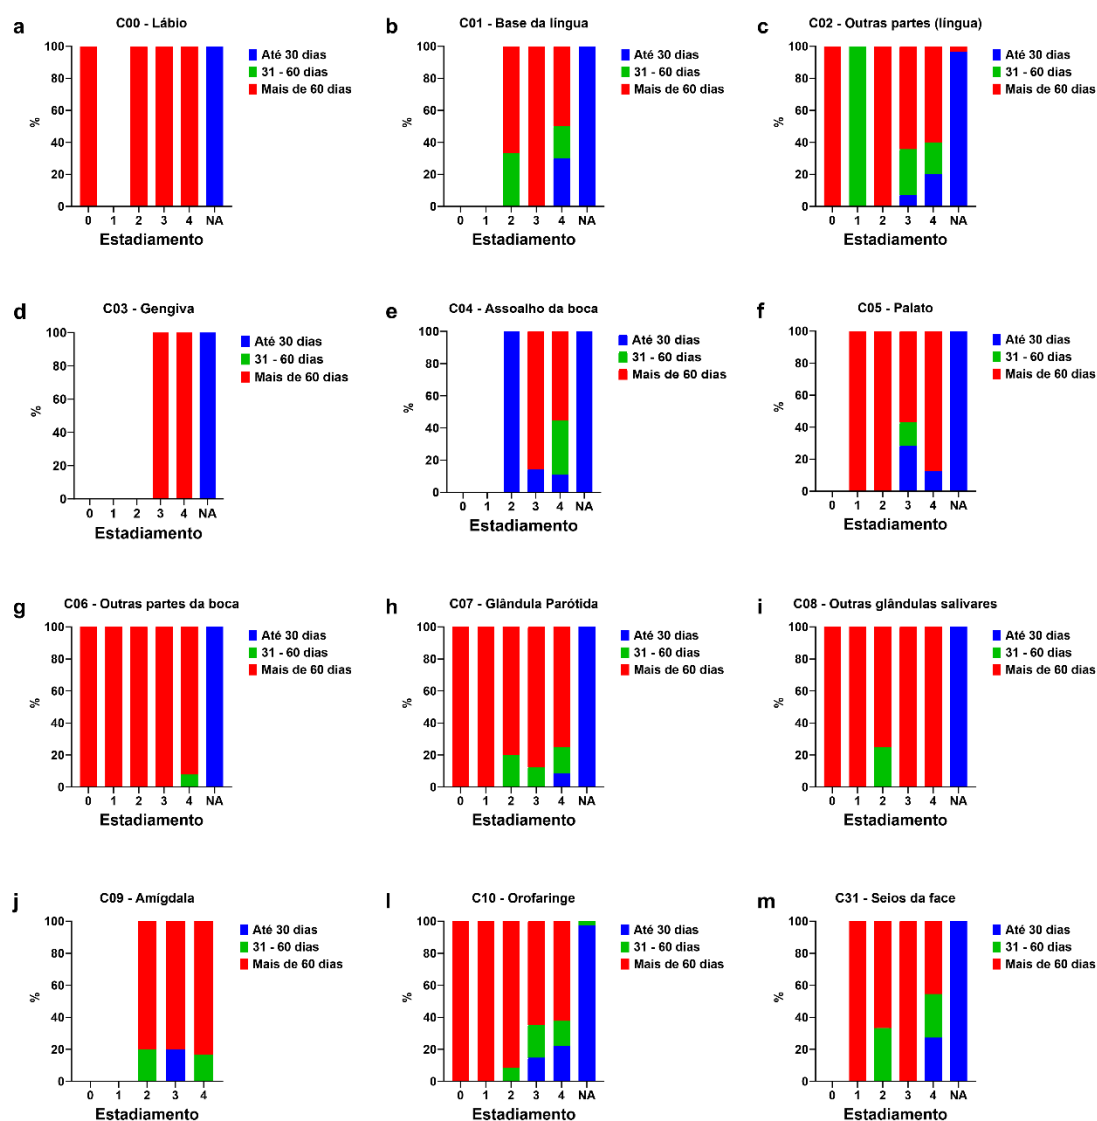 a
C00 - Lábio
100
80
60
40
20
0
%
0 1 2 3 4 NA
Estadiamento
Até 30 dias
31 - 60 dias
Mais de 60 dias
b
C01 - Base da língua
100
80
60
40
20
0
%
0 1 2 3 4 NA
Estadiamento
Até 30 dias
31 - 60 dias
Mais de 60 dias
c
C02 - Outras partes (língua)
100
80
60
40
20
0
%
0 1 2 3 4 NA
Estadiamento
Até 30 dias
31 - 60 dias
Mais de 60 dias
d
C03 - Gengiva
100
80
60
40
20
0
%
0 1 2 3 4 NA
Estadiamento
Até 30 dias
31 - 60 dias
Mais de 60 dias
e
C04 - Assoalho da boca
100
80
60
40
20
0
%
0 1 2 3 4 NA
Estadiamento
Até 30 dias
31 - 60 dias
Mais de 60 dias
f
C05 - Palato
100
80
60
40
20
0
%
0 1 2 3 4 NA
Estadiamento
Até 30 dias
31 - 60 dias
Mais de 60 dias
g
C06 - Outras partes da boca
100
80
60
40
20
0
%
0 1 2 3 4 NA
Estadiamento
Até 30 dias
31 - 60 dias
Mais de 60 dias
h
C07 - Glândula Parótida
100
80
60
40
20
0
%
0 1 2 3 4 NA
Estadiamento
Até 30 dias
31 - 60 dias
Mais de 60 dias
i
C08 - Outras glândulas salivares
100
80
60
40
20
0
%
0 1 2 3 4 NA
Estadiamento
Até 30 dias
31 - 60 dias
Mais de 60 dias
j
C09 - Amígdala
100
80
60
40
20
0
%
0 1 2 3 4
Estadiamento
Até 30 dias
31 - 60 dias
Mais de 60 dias
l
C10 - Orofaringe
100
80
60
40
20
0
%
0 1 2 3 4 NA
Estadiamento
Até 30 dias
31 - 60 dias
Mais de 60 dias
m
C31 - Seios da face
100
80
60
40
20
0
%
0 1 2 3 4 NA
Estadiamento
Até 30 dias
31 - 60 dias
Mais de 60 dias